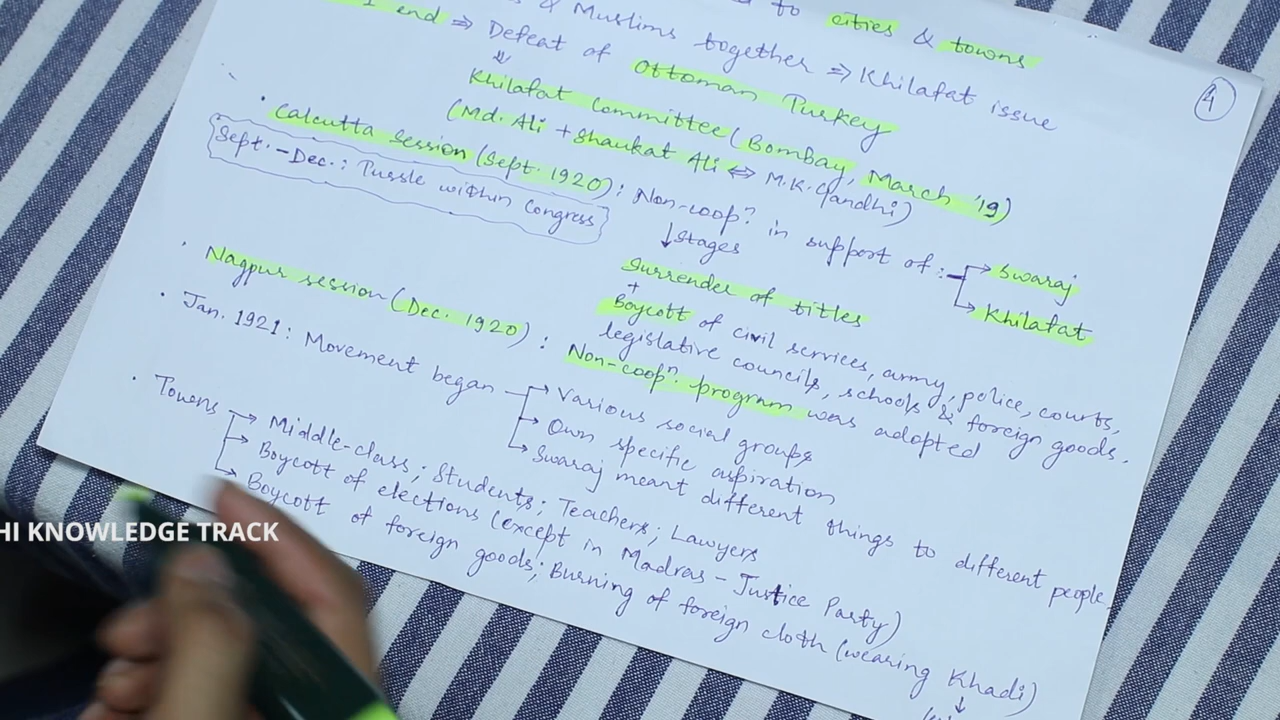 to cities & towns
& Muslims together ⇒ Khilafat issue
end ⇒ Defeat of Ottoman Turkey
4
Khilafat Committee (Bombay, March '19)
(Md. Ali + Shaukat Ali ⇔ M.K. Gandhi)
• Calcutta session (Sept. 1920): Non-coop? in support of: → Swaraj
→ Khilafat
Sept. - Dec.: Tussle within Congress
↓ stages
Surrender of titles
+
Boycott of civil services, army, police, courts,
legislative councils, schools & foreign goods.
• Nagpur session (Dec. 1920): Non-coopn. program was adopted
• Jan. 1921: Movement began → Various social groups
→ Own specific aspiration
→ Swaraj meant different things to different people.
• Towns → Middle-class; Students; Teachers; Lawyers
→ Boycott of elections (except in Madras - Justice Party)
→ Boycott of foreign goods; Burning of foreign cloth (wearing Khadi)
↓
HI KNOWLEDGE TRACK